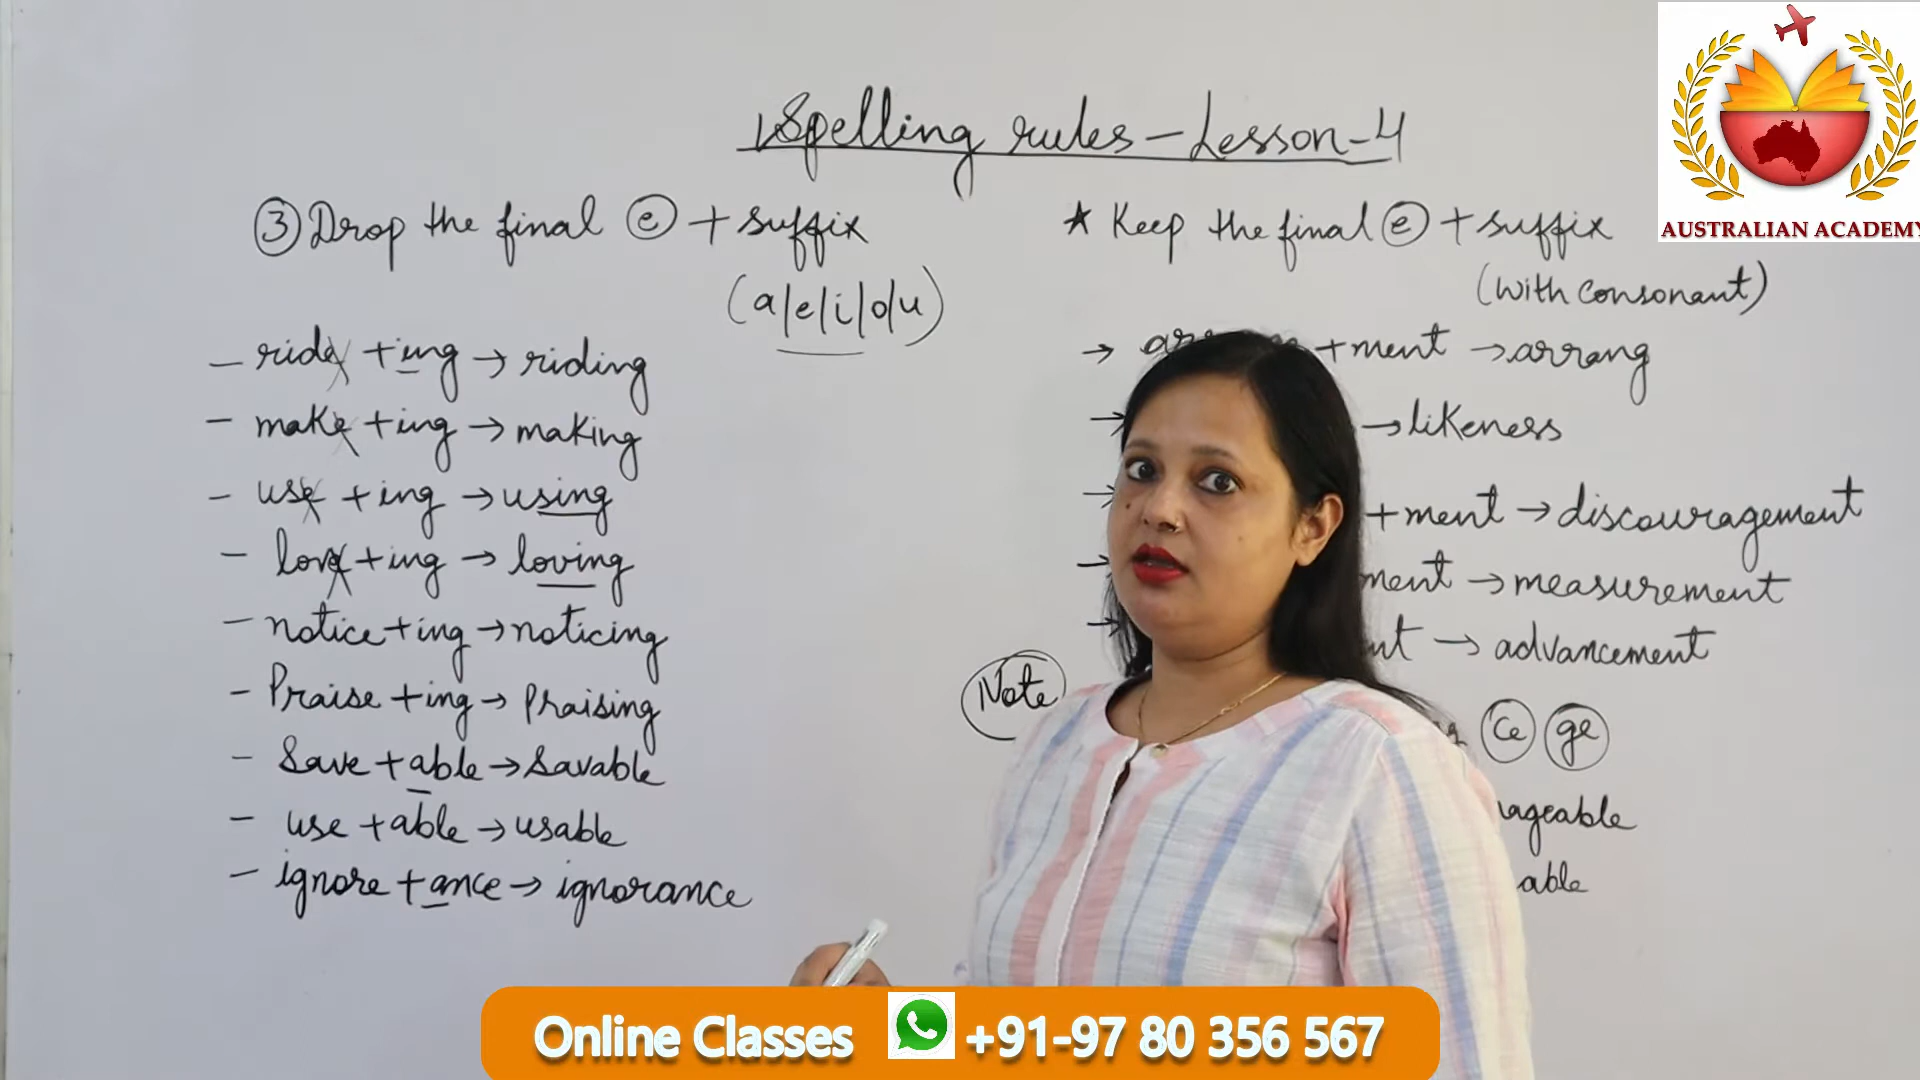 Spelling rules - Lesson-4
③ Drop the final ⓔ + suffix
(a/e/i/o/u)
- ride + ing → riding
- make + ing → making
- use + ing → using
- love + ing → loving
- notice + ing → noticing
- Praise + ing → Praising
- Save + able → Savable
- use + able → usable
- ignore + ance → ignorance
★ Keep the final ⓔ + suffix
(with consonant)
→ + ment → arrang
→ → likeness
→ + ment → discouragement
→ ment → measurement
→ → advancement
Note ce ge
ageable
able
AUSTRALIAN ACADEMY
Online Classes +91-97 80 356 567